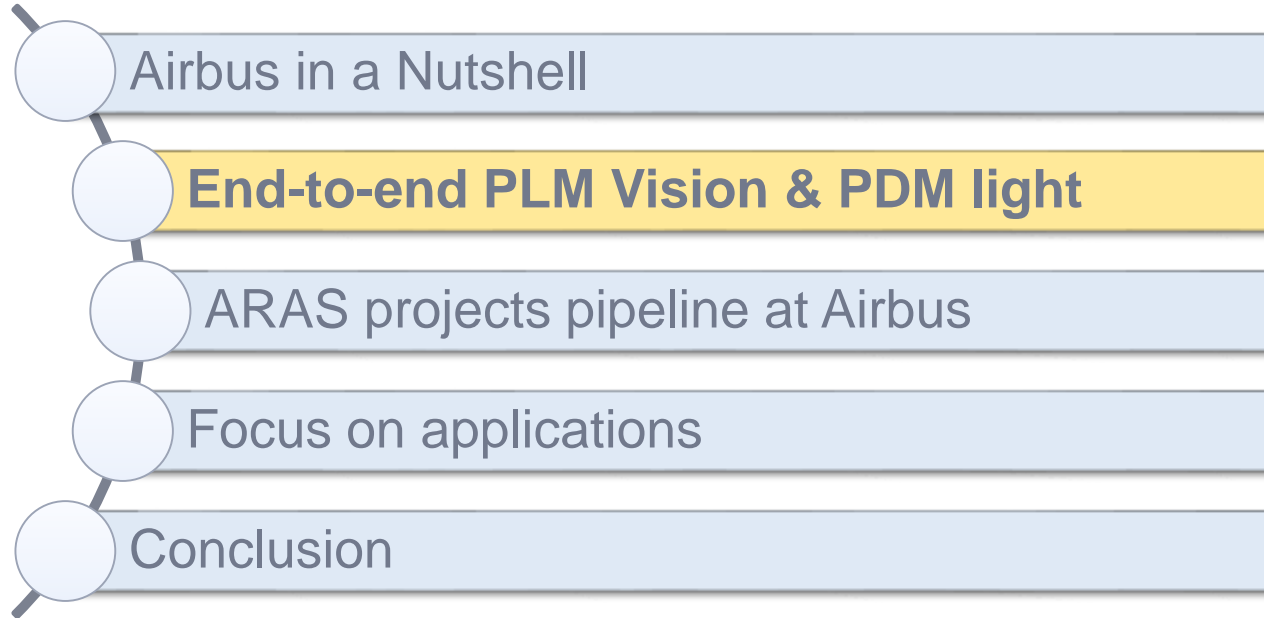 Airbus in a Nutshell
End-to-end PLM Vision & PDM light
ARAS projects pipeline at Airbus
Focus on applications
Conclusion